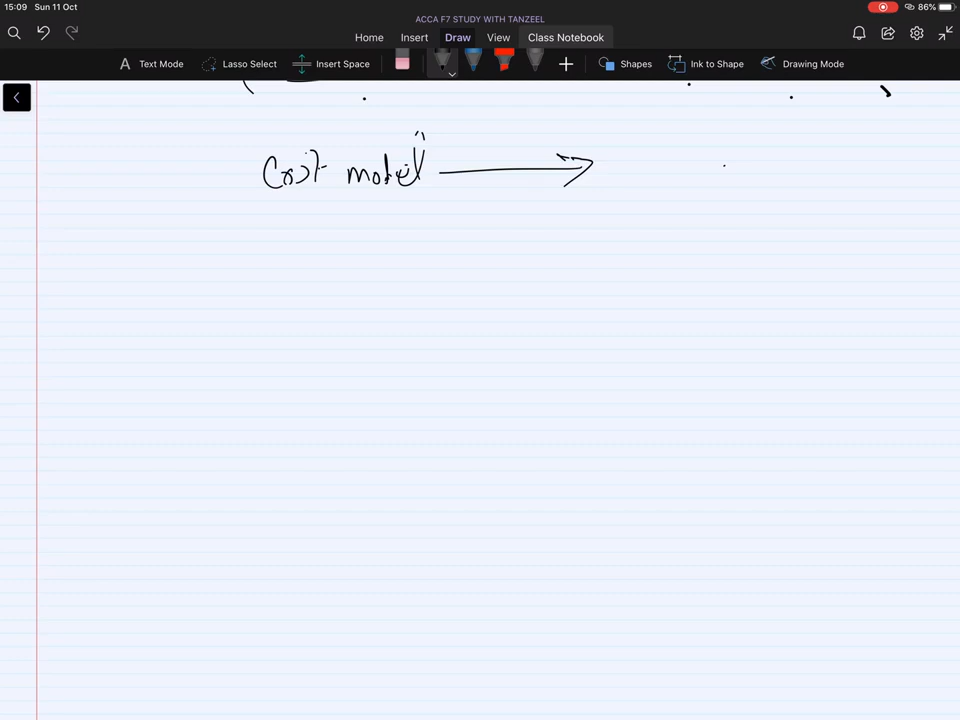 15:09 Sun 11 Oct 86%
ACCA F7 STUDY WITH TANZEEL
Home Insert Draw View Class Notebook
A Text Mode Lasso Select Insert Space Shapes Ink to Shape Drawing Mode
Cost model"